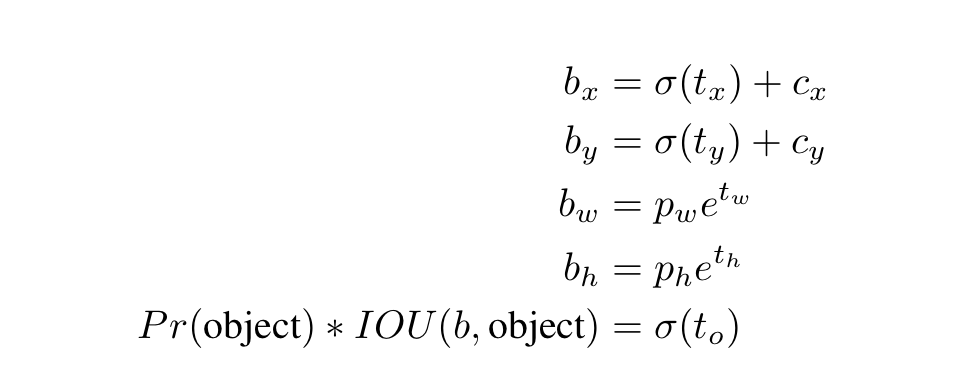 b_x = σ(t_x) + c_x
b_y = σ(t_y) + c_y
b_w = p_w e^{t_w}
b_h = p_h e^{t_h}
Pr(object) ∗ IOU(b, object) = σ(t_o)